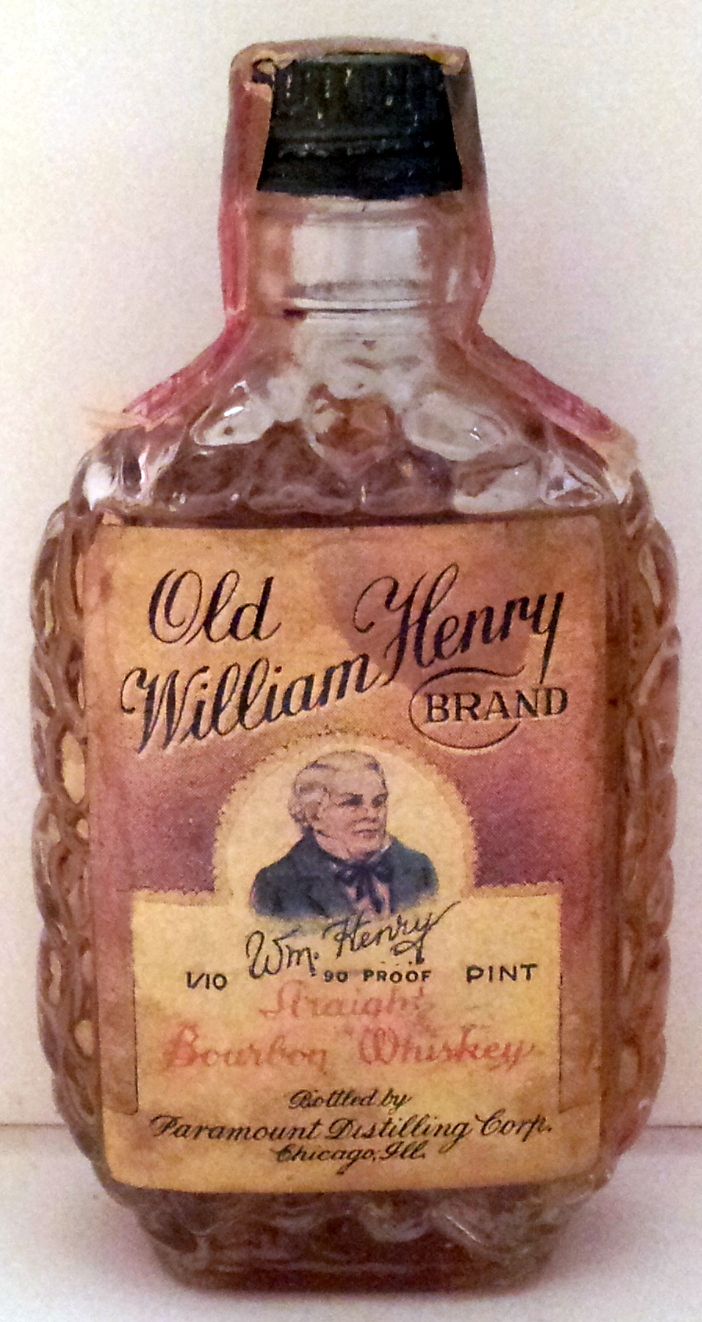 Old
William Henry
BRAND
Wm. Henry
1/10 90 PROOF PINT
Straight
Bourbon Whiskey
Bottled by
Paramount Distilling Corp.
Chicago, Ill.